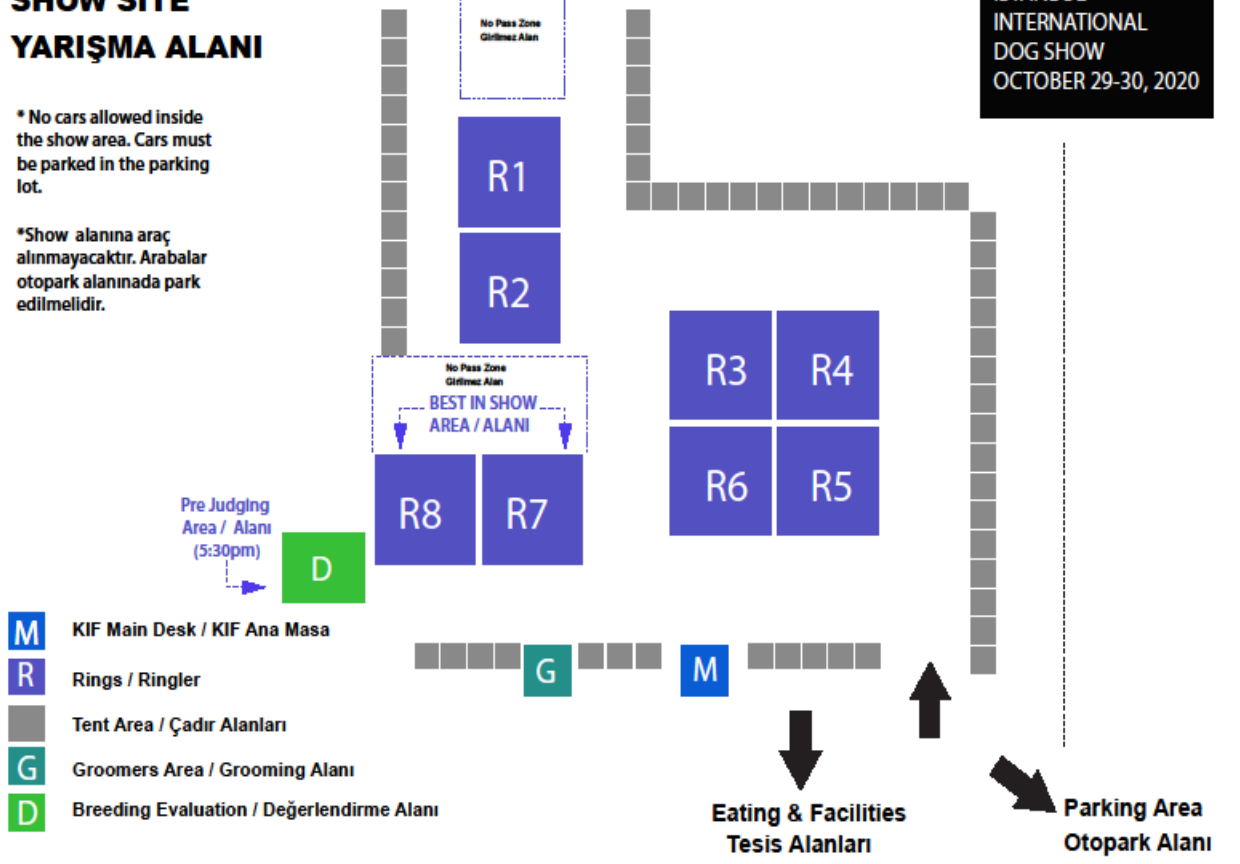 SHOW SITE
YARIŞMA ALANI
* No cars allowed inside
the show area. Cars must
be parked in the parking
lot.
*Show alanına araç
alınmayacaktır. Arabalar
otopark alanınada park
edilmelidir.
No Pass Zone
Girilmez Alan
ISTANBUL
INTERNATIONAL
DOG SHOW
OCTOBER 29-30, 2020
R1
R2
R3
R4
R6
R5
No Pass Zone
Girilmez Alan
BEST IN SHOW
AREA / ALANI
R8
R7
Pre Judging
Area / Alanı
(5:30pm)
D
G
M
M KIF Main Desk / KIF Ana Masa
R Rings / Ringler
Tent Area / Çadır Alanları
G Groomers Area / Grooming Alanı
D Breeding Evaluation / Değerlendirme Alanı
Eating & Facilities
Tesis Alanları
Parking Area
Otopark Alanı